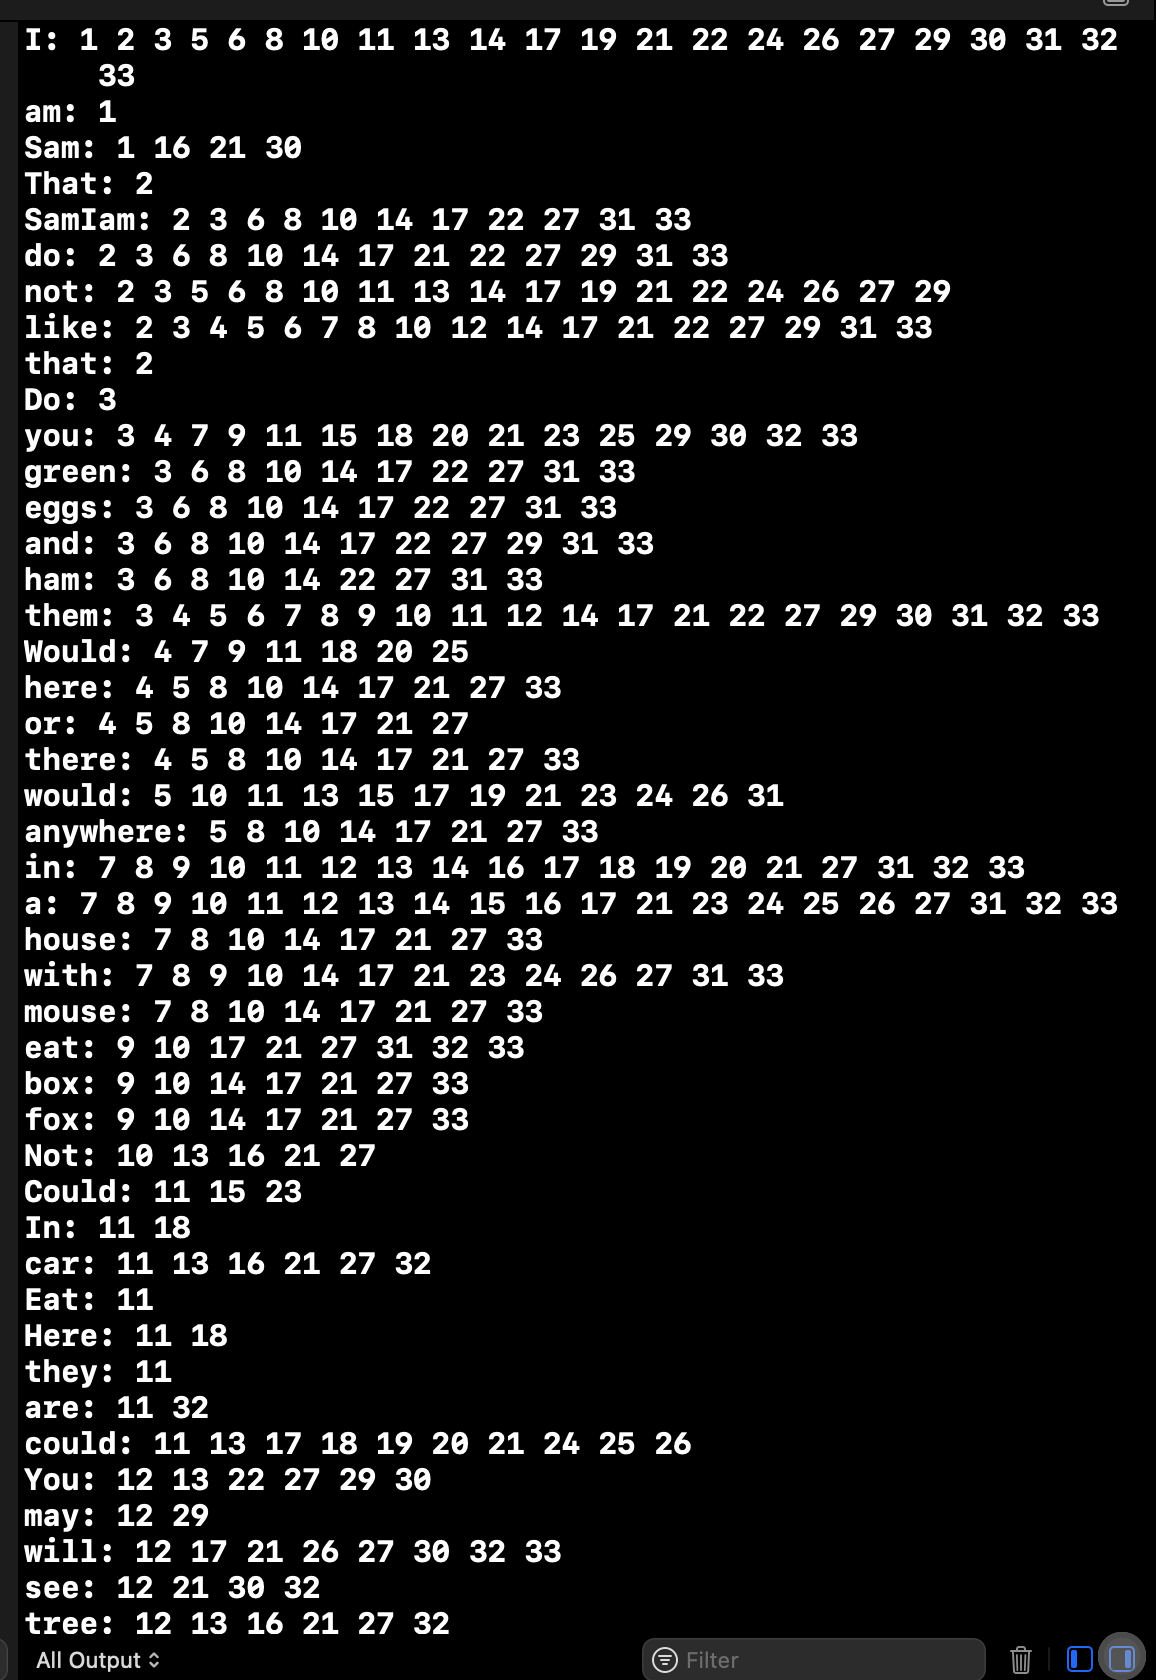 I: 1 2 3 5 6 8 10 11 13 14 17 19 21 22 24 26 27 29 30 31 32
33
am: 1
Sam: 1 16 21 30
That: 2
SamIam: 2 3 6 8 10 14 17 22 27 31 33
do: 2 3 6 8 10 14 17 21 22 27 29 31 33
not: 2 3 5 6 8 10 11 13 14 17 19 21 22 24 26 27 29
like: 2 3 4 5 6 7 8 10 12 14 17 21 22 27 29 31 33
that: 2
Do: 3
you: 3 4 7 9 11 15 18 20 21 23 25 29 30 32 33
green: 3 6 8 10 14 17 22 27 31 33
eggs: 3 6 8 10 14 17 22 27 31 33
and: 3 6 8 10 14 17 22 27 29 31 33
ham: 3 6 8 10 14 22 27 31 33
them: 3 4 5 6 7 8 9 10 11 12 14 17 21 22 27 29 30 31 32 33
Would: 4 7 9 11 18 20 25
here: 4 5 8 10 14 17 21 27 33
or: 4 5 8 10 14 17 21 27
there: 4 5 8 10 14 17 21 27 33
would: 5 10 11 13 15 17 19 21 23 24 26 31
anywhere: 5 8 10 14 17 21 27 33
in: 7 8 9 10 11 12 13 14 16 17 18 19 20 21 27 31 32 33
a: 7 8 9 10 11 12 13 14 15 16 17 21 23 24 25 26 27 31 32 33
house: 7 8 10 14 17 21 27 33
with: 7 8 9 10 14 17 21 23 24 26 27 31 33
mouse: 7 8 10 14 17 21 27 33
eat: 9 10 17 21 27 31 32 33
box: 9 10 14 17 21 27 33
fox: 9 10 14 17 21 27 33
Not: 10 13 16 21 27
Could: 11 15 23
In: 11 18
car: 11 13 16 21 27 32
Eat: 11
Here: 11 18
they: 11
are: 11 32
could: 11 13 17 18 19 20 21 24 25 26
You: 12 13 22 27 29 30
may: 12 29
will: 12 17 21 26 27 30 32 33
see: 12 21 30 32
tree: 12 13 16 21 27 32
All Output Filter